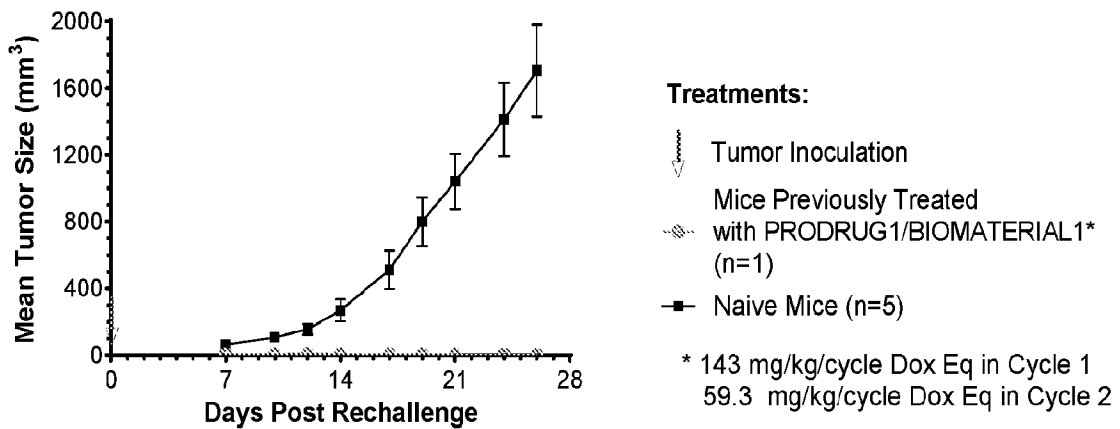 2000
1600
1200
800
400
0
Mean Tumor Size (mm³)
0 7 14 21 28
Days Post Rechallenge
Treatments:
Tumor Inoculation
Mice Previously Treated
with PRODRUG1/BIOMATERIAL1*
(n=1)
Naive Mice (n=5)
* 143 mg/kg/cycle Dox Eq in Cycle 1
59.3 mg/kg/cycle Dox Eq in Cycle 2